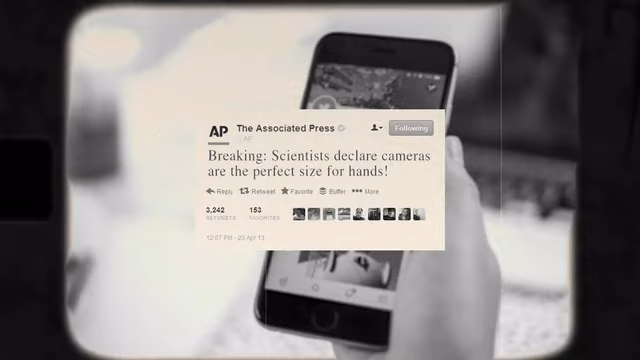 AP The Associated Press
@AP
Following
Breaking: Scientists declare cameras
are the perfect size for hands!
Reply Retweet Favorite Buffer More
3,242 153
RETWEETS FAVORITES
12:07 PM - 23 Apr 13